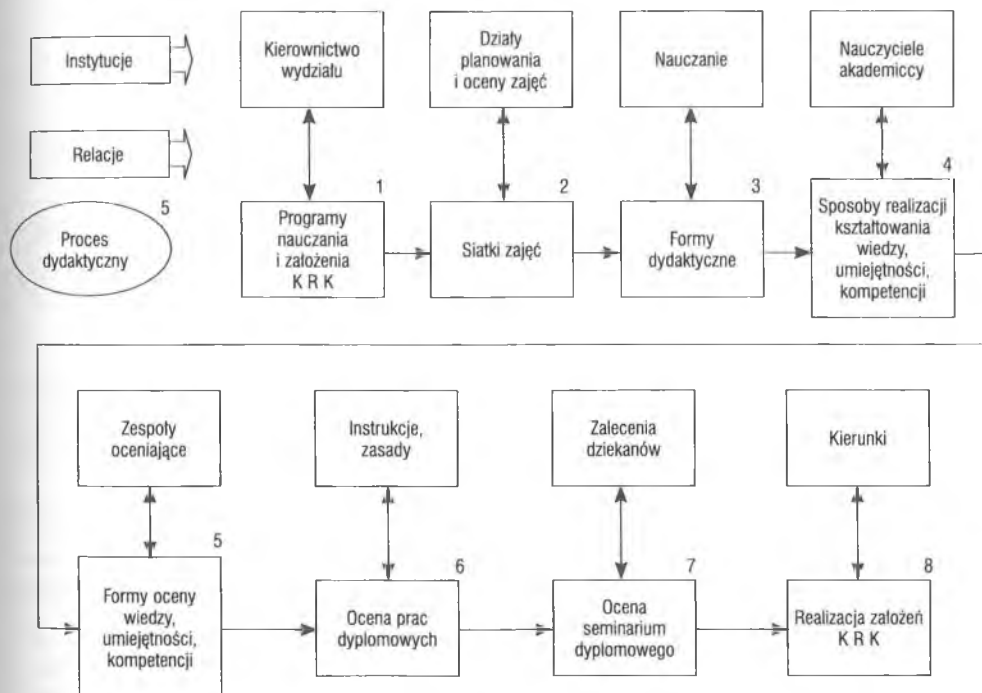 Instytucje
Kierownictwo
wydziału
Działy
planowania
i oceny zajęć
Nauczanie
Nauczyciele
akademiccy
Relacje
5
Proces
dydaktyczny
1
Programy
nauczania
i założenia
K R K
2
Siatki zajęć
3
Formy
dydaktyczne
4
Sposoby realizacji
kształtowania
wiedzy,
umiejętności,
kompetencji
Zespoły
oceniające
Instrukcje,
zasady
Zalecenia
dziekanów
Kierunki
5
Formy oceny
wiedzy,
umiejętności,
kompetencji
6
Ocena prac
dyplomowych
7
Ocena
seminarium
dyplomowego
8
Realizacja założeń
K R K